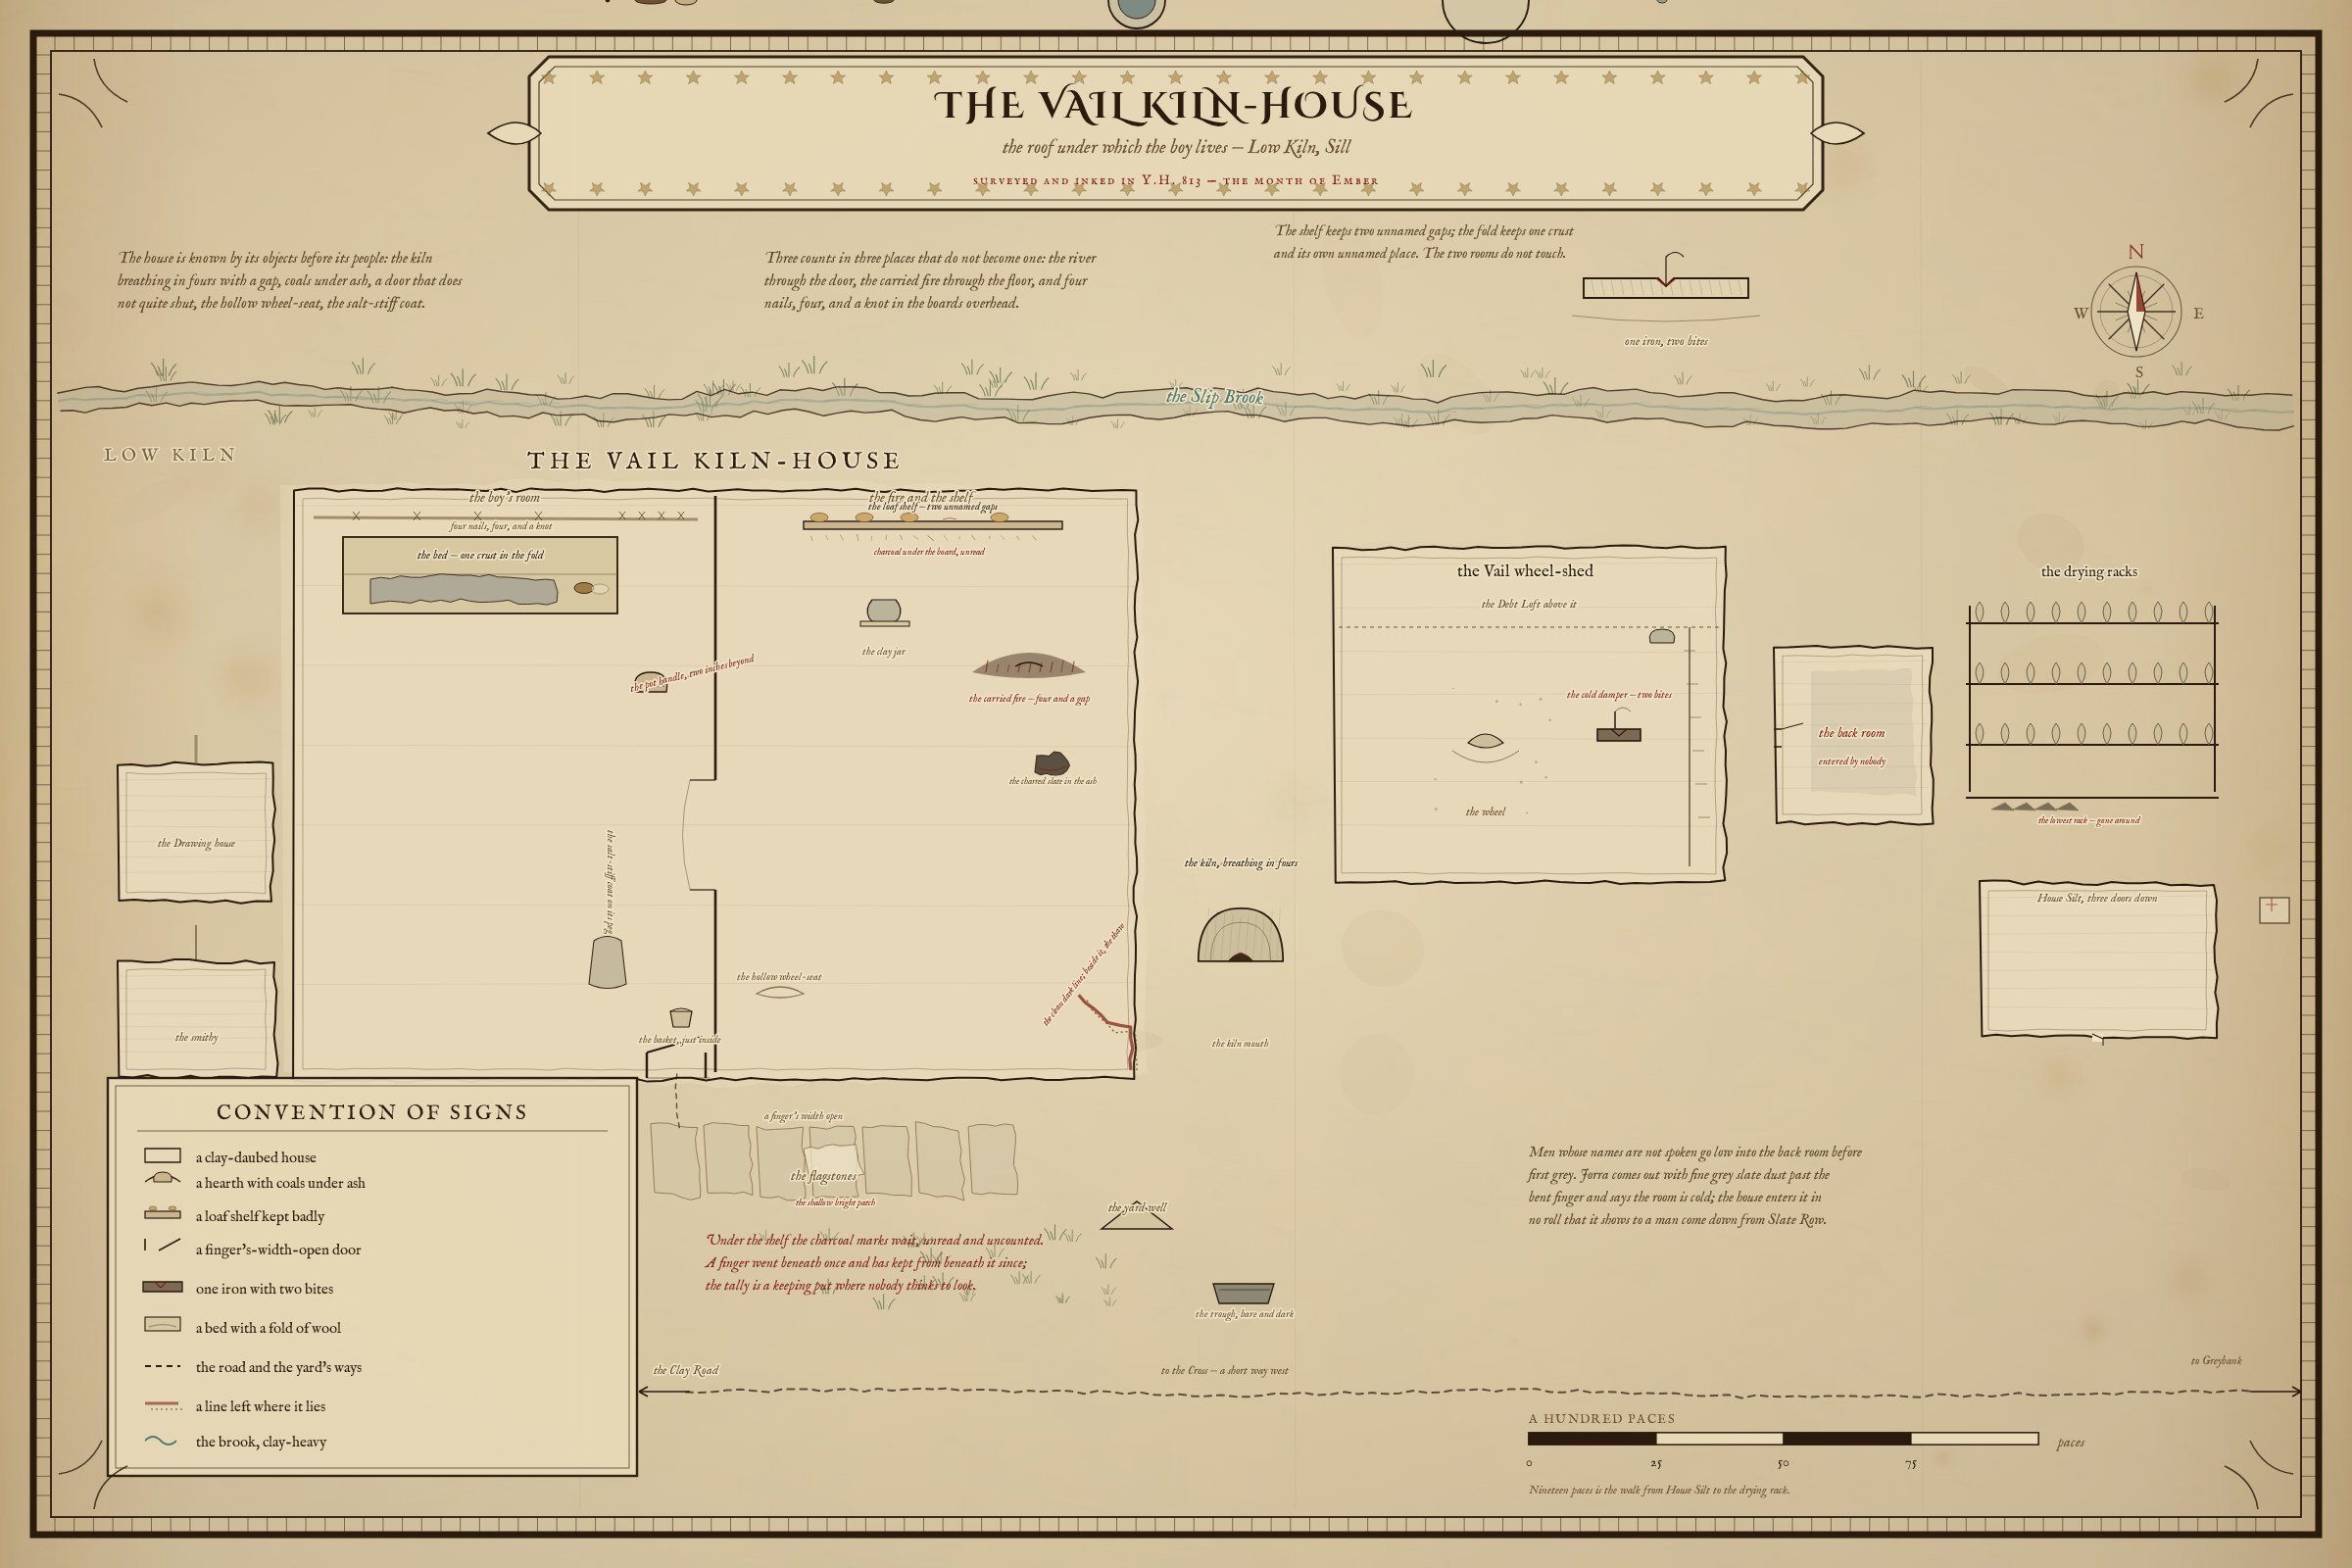 THE VAIL KILN-HOUSE
the roof under which the boy lives — Low Kiln, Sill
SURVEYED AND INKED IN Y.H. 813 — THE MONTH OF EMBER
The shelf keeps two unnamed gaps; the fold keeps one crust
and its own unnamed place. The two rooms do not touch.
The house is known by its objects before its people: the kiln
breathing in fours with a gap, coals under ash, a door that does
not quite shut, the hollow wheel-seat, the salt-stiff coat.
Three counts in three places that do not become one: the river
through the door, the carried fire through the floor, and four
nails, four, and a knot in the boards overhead.
one iron, two bites
N
W
E
S
the Slip Brook
LOW KILN
THE VAIL KILN-HOUSE
the boy's room
the fire and the shelf
the loaf shelf — two unnamed gaps
four nails, four, and a knot
charcoal under the board, unread
the bed — one crust in the fold
the clay jar
the pot handle, two inches beyond
the carried fire — four and a gap
the charred slate in the ash
the salt-stiff coat on its peg
the hollow wheel-seat
the clean dark line; beside it, the thaw
the basket, just inside
the Drawing house
the smithy
the kiln, breathing in fours
the kiln mouth
the Vail wheel-shed
the Debt Loft above it
the cold damper — two bites
the wheel
the back room
entered by nobody
the drying racks
the lowest rack — gone around
House Silt, three doors down
CONVENTION OF SIGNS
a clay-daubed house
a hearth with coals under ash
a loaf shelf kept badly
a finger's-width-open door
one iron with two bites
a bed with a fold of wool
the road and the yard's ways
a line left where it lies
the brook, clay-heavy
a finger's width open
the flagstones
the shallow bright patch
the yard-well
Under the shelf the charcoal marks wait, unread and uncounted.
A finger went beneath once and has kept from beneath it since;
the tally is a keeping put where nobody thinks to look.
the trough, bare and dark
Men whose names are not spoken go low into the back room before
first grey. Jorra comes out with fine grey slate dust past the
bent finger and says the room is cold; the house enters it in
no roll that it shows to a man come down from Slate Row.
the Clay Road
to the Cross — a short way west
to Greybank
A HUNDRED PACES
paces
0 25 50 75
Nineteen paces is the walk from House Silt to the drying rack.